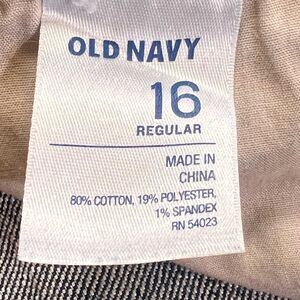 OLD NAVY
16
REGULAR
MADE IN
CHINA
80% COTTON, 19% POLYESTER,
1% SPANDEX
RN 54023